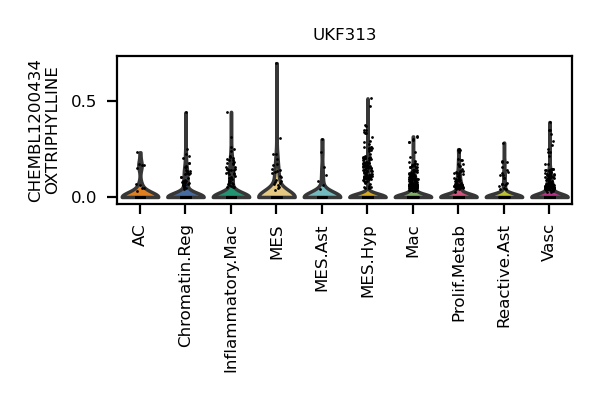 UKF313
CHEMBL1200434
OXTRIPHYLLINE
0.5
0.0
AC
Chromatin.Reg
Inflammatory.Mac
MES
MES.Ast
MES.Hyp
Mac
Prolif.Metab
Reactive.Ast
Vasc